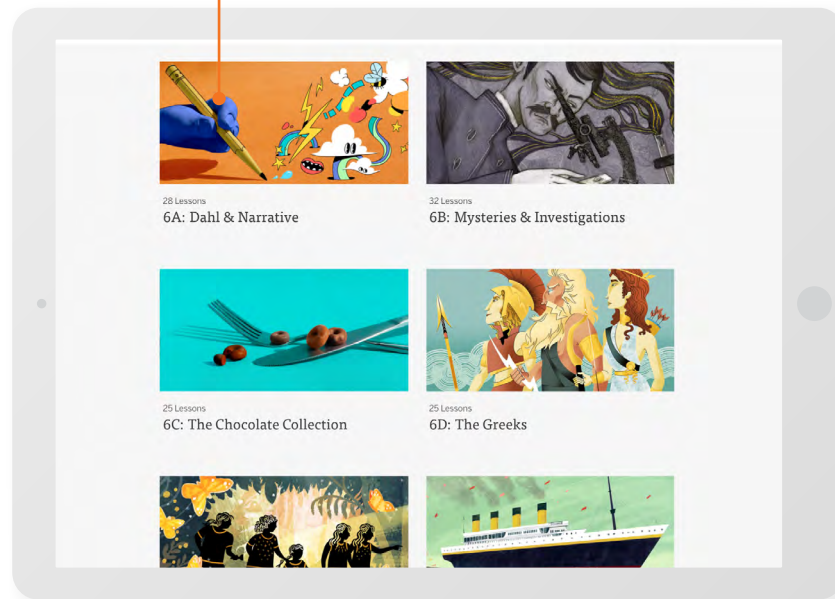 28 Lessons
6A: Dahl & Narrative
32 Lessons
6B: Mysteries & Investigations
25 Lessons
6C: The Chocolate Collection
25 Lessons
6D: The Greeks